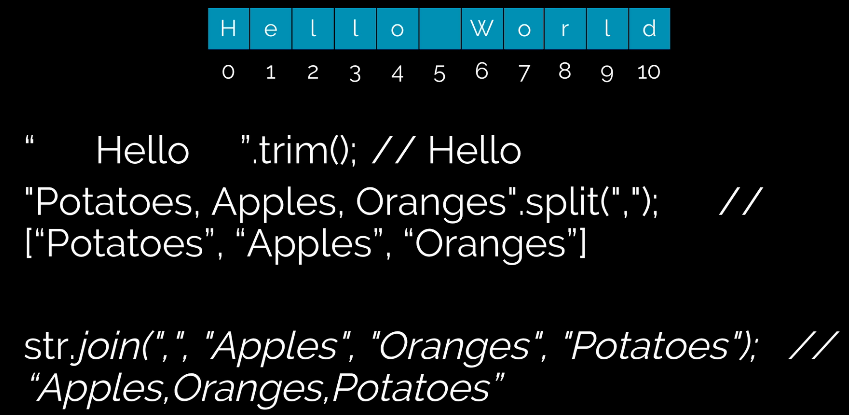 H e l l o W o r l d
0 1 2 3 4 5 6 7 8 9 10
“ Hello ”.trim(); // Hello
"Potatoes, Apples, Oranges".split(","); //
[“Potatoes”, “Apples”, “Oranges”]
str.join(",", "Apples", "Oranges", "Potatoes"); //
“Apples,Oranges,Potatoes”